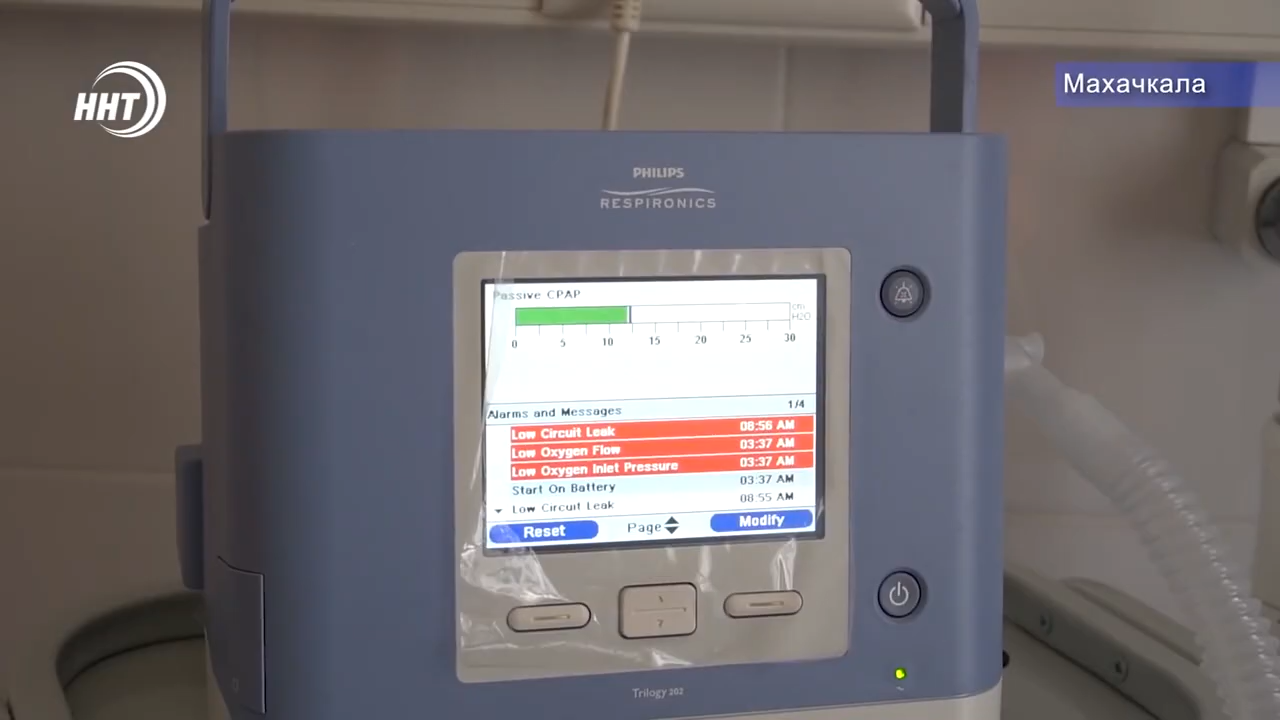 ННТ
Махачкала
PHILIPS
RESPIRONICS
Passive CPAP
cm
H2O
0 5 10 15 20 25 30
Alarms and Messages 1/4
Low Circuit Leak 08:56 AM
Low Oxygen Flow 03:37 AM
Low Oxygen Inlet Pressure 03:37 AM
Start On Battery 03:37 AM
Low Circuit Leak 08:55 AM
Reset Page Modify
Trilogy 202